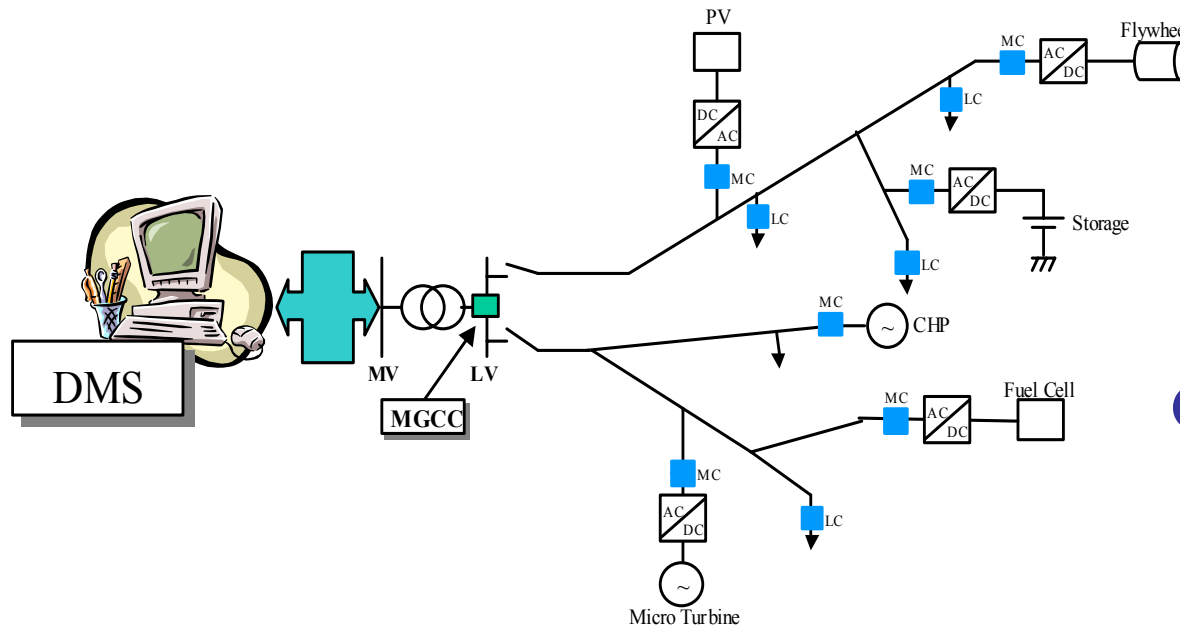 PV
Flywhee
MC
AC
DC
LC
DC
AC
MC
LC
MC
AC
DC
Storage
LC
MC
~
CHP
DMS
MV
LV
MGCC
MC
AC
DC
Fuel Cell
MC
AC
DC
LC
~
Micro Turbine